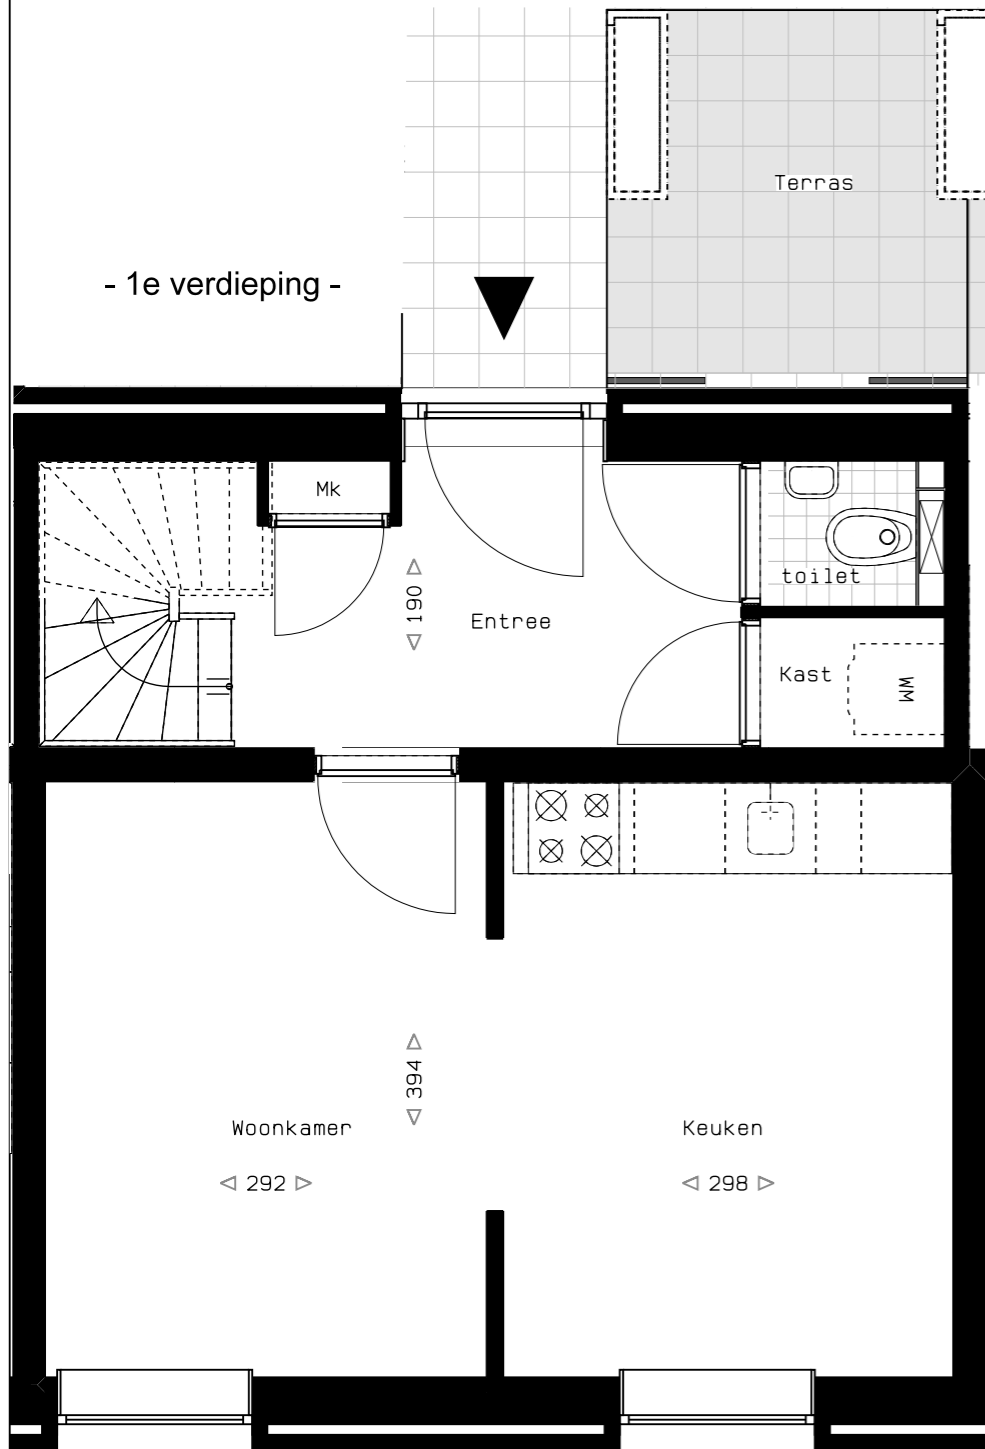 Terras
- 1e verdieping -
Mk
toilet
190
Entree
Kast
WM
394
Woonkamer
Keuken
292
298